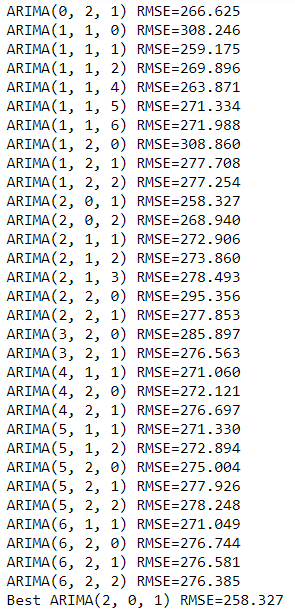 ARIMA(0, 2, 1) RMSE=266.625
ARIMA(1, 1, 0) RMSE=308.246
ARIMA(1, 1, 1) RMSE=259.175
ARIMA(1, 1, 2) RMSE=269.896
ARIMA(1, 1, 4) RMSE=263.871
ARIMA(1, 1, 5) RMSE=271.334
ARIMA(1, 1, 6) RMSE=271.988
ARIMA(1, 2, 0) RMSE=308.860
ARIMA(1, 2, 1) RMSE=277.708
ARIMA(1, 2, 2) RMSE=277.254
ARIMA(2, 0, 1) RMSE=258.327
ARIMA(2, 0, 2) RMSE=268.940
ARIMA(2, 1, 1) RMSE=272.906
ARIMA(2, 1, 2) RMSE=273.860
ARIMA(2, 1, 3) RMSE=278.493
ARIMA(2, 2, 0) RMSE=295.356
ARIMA(2, 2, 1) RMSE=277.853
ARIMA(3, 2, 0) RMSE=285.897
ARIMA(3, 2, 1) RMSE=276.563
ARIMA(4, 1, 1) RMSE=271.060
ARIMA(4, 2, 0) RMSE=272.121
ARIMA(4, 2, 1) RMSE=276.697
ARIMA(5, 1, 1) RMSE=271.330
ARIMA(5, 1, 2) RMSE=272.894
ARIMA(5, 2, 0) RMSE=275.004
ARIMA(5, 2, 1) RMSE=277.926
ARIMA(5, 2, 2) RMSE=278.248
ARIMA(6, 1, 1) RMSE=271.049
ARIMA(6, 2, 0) RMSE=276.744
ARIMA(6, 2, 1) RMSE=276.581
ARIMA(6, 2, 2) RMSE=276.385
Best ARIMA(2, 0, 1) RMSE=258.327